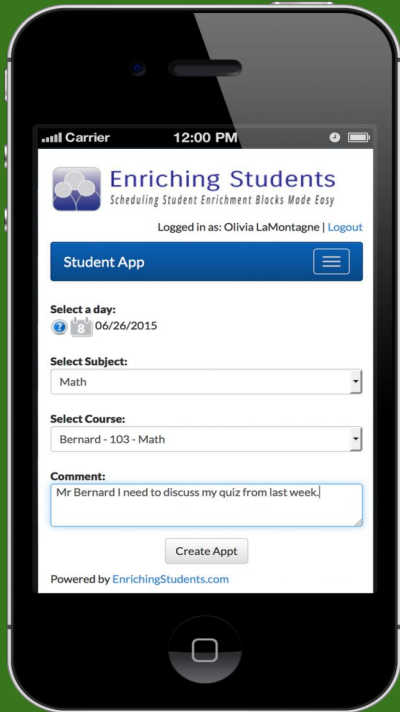 Carrier 12:00 PM
Enriching Students
Scheduling Student Enrichment Blocks Made Easy
Logged in as: Olivia LaMontagne | Logout
Student App
Select a day:
? 8 06/26/2015
Select Subject:
Math
Select Course:
Bernard - 103 - Math
Comment:
Mr Bernard I need to discuss my quiz from last week.
Create Appt
Powered by EnrichingStudents.com